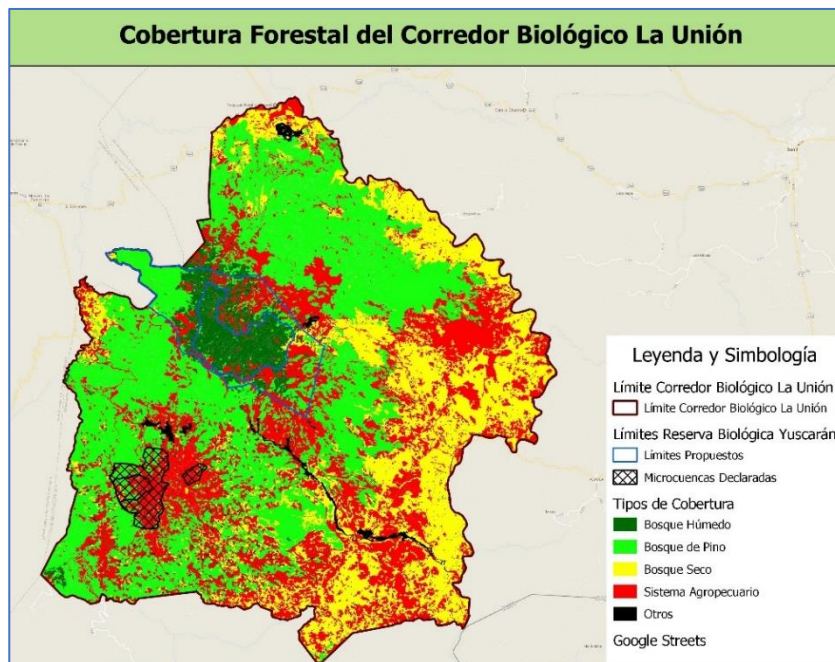 Cobertura Forestal del Corredor Biológico La Unión
Leyenda y Simbología
Límite Corredor Biológico La Unión
Límite Corredor Biológico La Unión
Límites Reserva Biológica Yuscarán
Límites Propuestos
Microcuencas Declaradas
Tipos de Cobertura
Bosque Húmedo
Bosque de Pino
Bosque Seco
Sistema Agropecuario
Otros
Google Streets